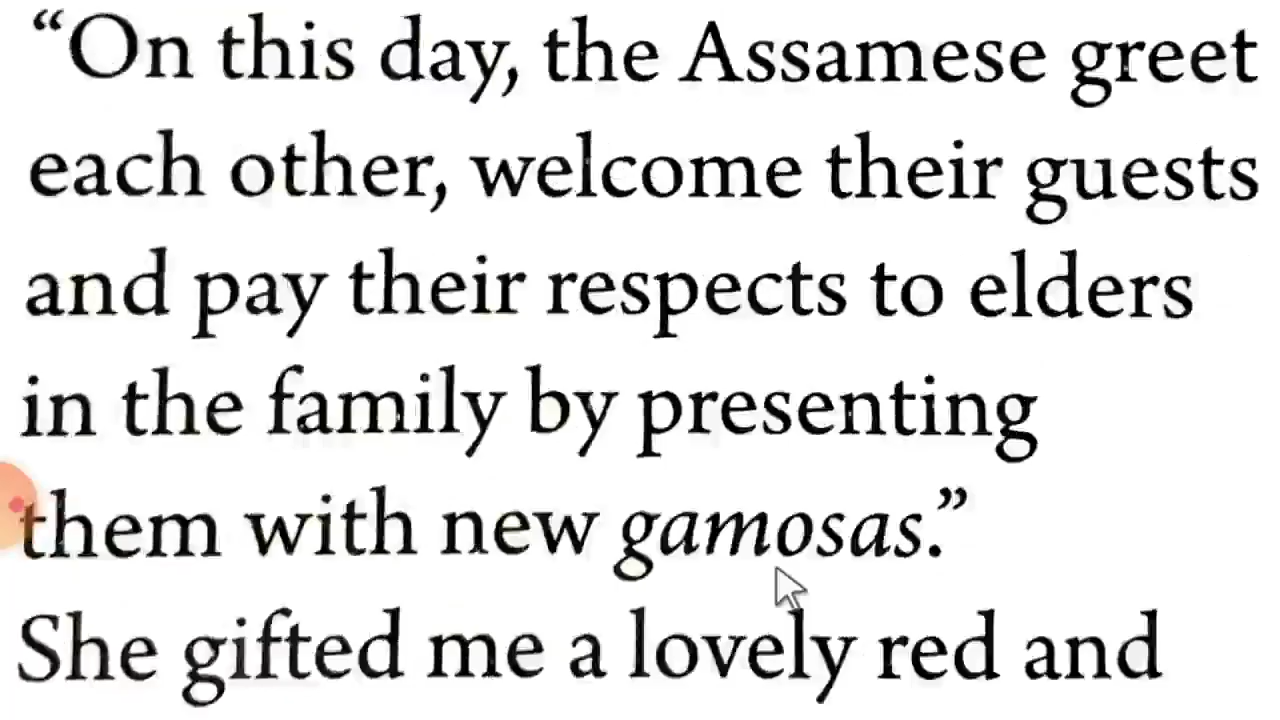 “On this day, the Assamese greet
each other, welcome their guests
and pay their respects to elders
in the family by presenting
them with new gamosas.”
She gifted me a lovely red and